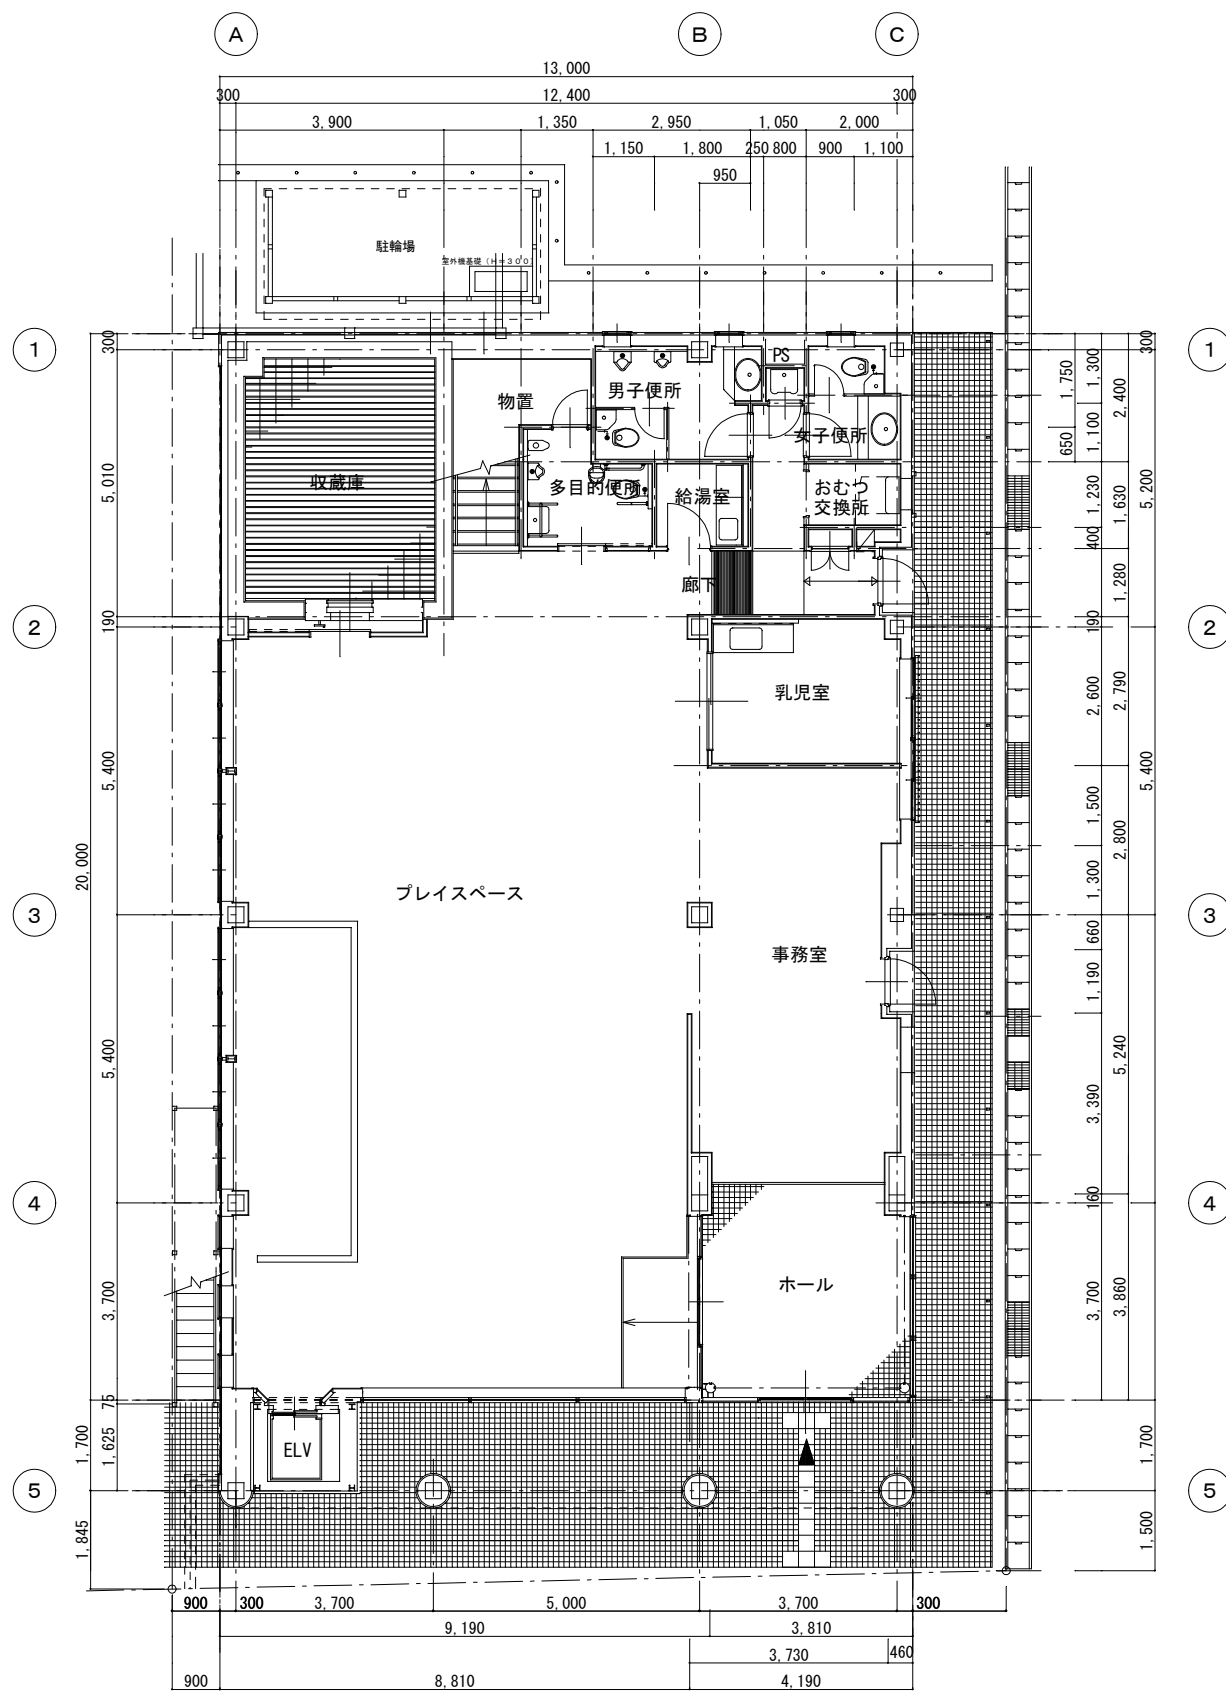 A B C
13,000
300 12,400 300
3,900 1,350 2,950 1,050 2,000
1,150 1,800 250 800 900 1,100
950
駐輪場
室外機基礎(H=300)
1 300 300 1
PS
1,750 1,300
2,400
男子便所
物置
女子便所
650 1,100
5,010
収蔵庫
多目的便所
給湯室
おむつ
交換所
1,230 1,630 5,200
400
廊下
1,280
2 190 190 2
乳児室
2,600 2,790
5,400 5,400
1,500
2,800
20,000
プレイスペース
1,300
3 3
事務室
660
1,190
5,400
5,240
3,390
4 160 4
ホール
3,700 3,700 3,860
75
1,700 1,625
ELV
1,700
5 5
1,845 1,500
900 300 3,700 5,000 3,700 300
9,190 3,810
3,730 460
900 8,810 4,190